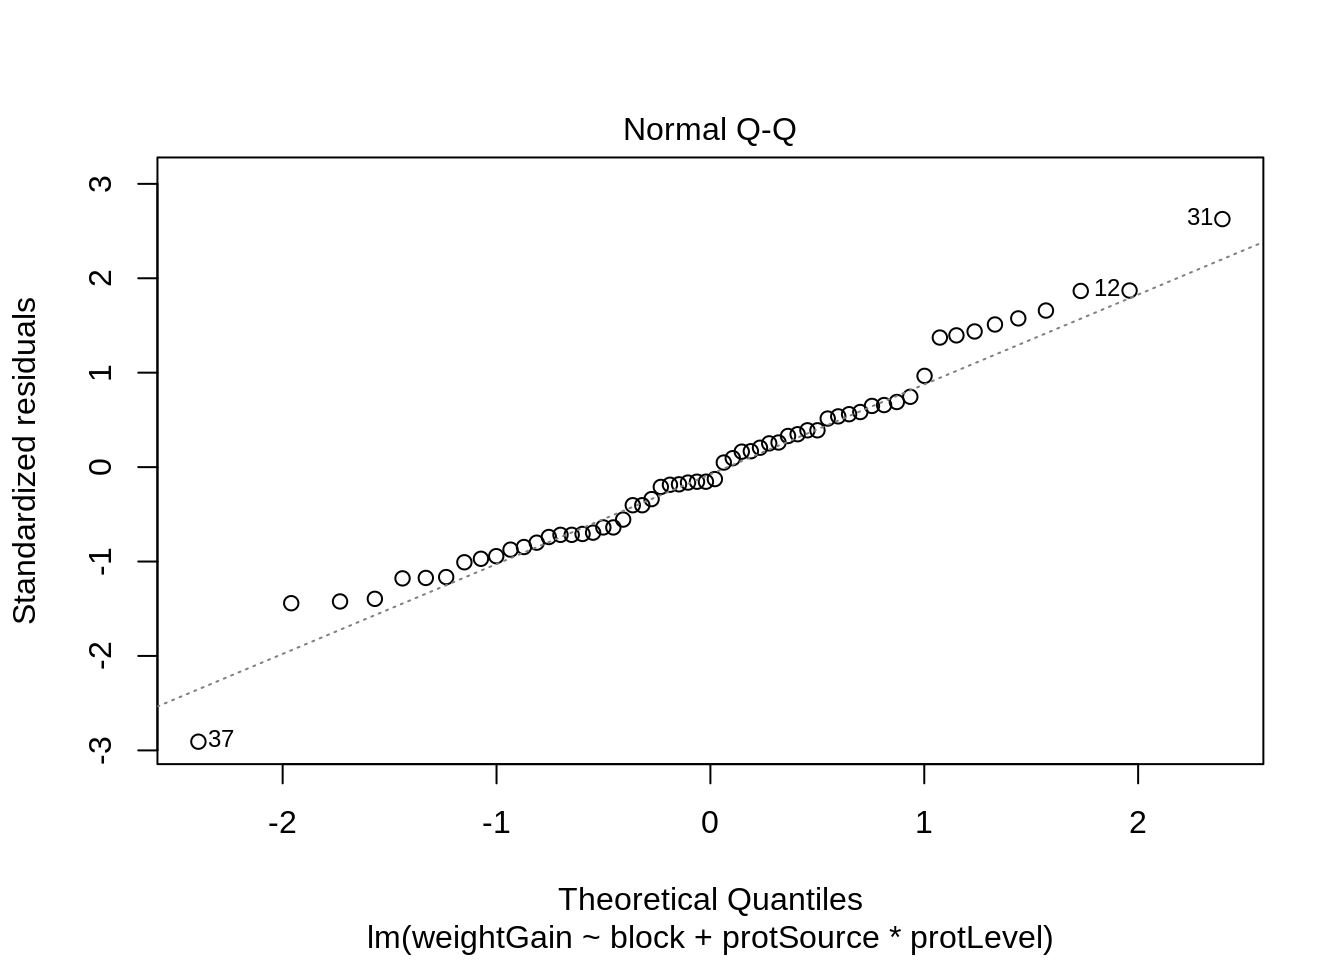 Normal Q-Q
3
2
1
0
-1
-2
-3
Standardized residuals
31
12
37
-2 -1 0 1 2
Theoretical Quantiles
lm(weightGain ~ block + protSource * protLevel)